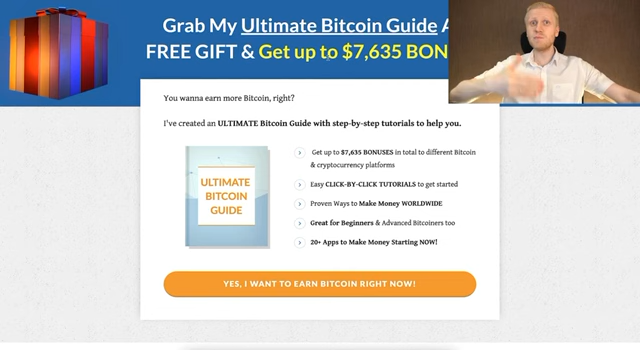 Grab My Ultimate Bitcoin Guide A
FREE GIFT & Get up to $7,635 BON
You wanna earn more Bitcoin, right?
I've created an ULTIMATE Bitcoin Guide with step-by-step tutorials to help you.
ULTIMATE
BITCOIN
GUIDE
Get up to $7,635 BONUSES in total to different Bitcoin
& cryptocurrency platforms
Easy CLICK-BY-CLICK TUTORIALS to get started
Proven Ways to Make Money WORLDWIDE
Great for Beginners & Advanced Bitcoiners too
20+ Apps to Make Money Starting NOW!
YES, I WANT TO EARN BITCOIN RIGHT NOW!